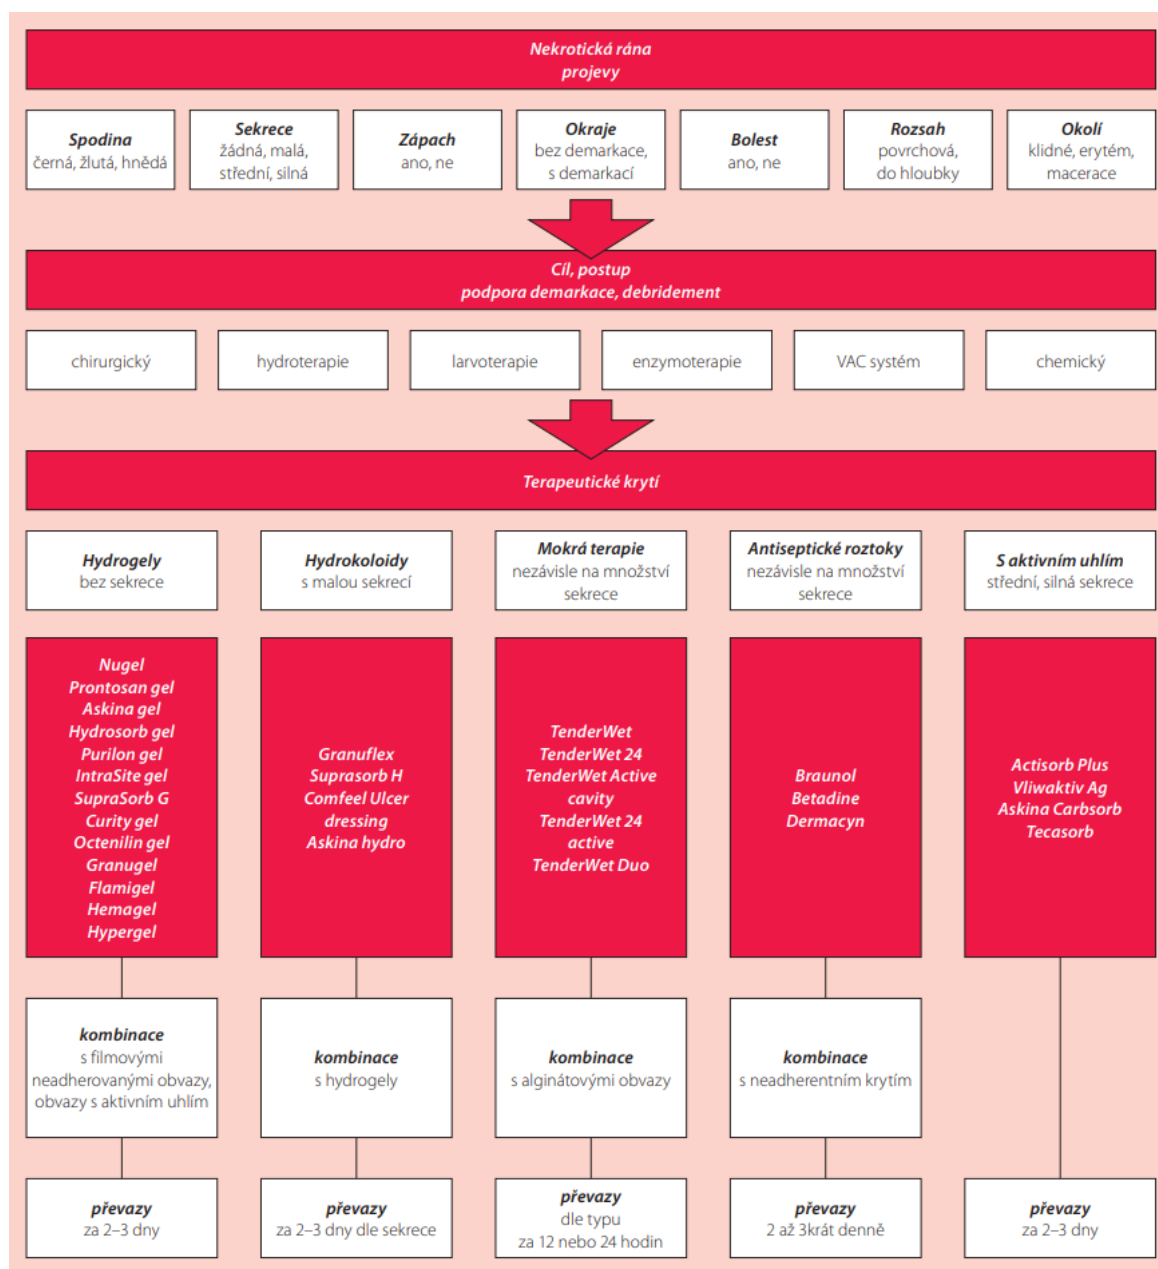 Nekrotická rána
projevy
Spodina
černá, žlutá, hnědá
Sekrece
žádná, malá,
střední, silná
Zápach
ano, ne
Okraje
bez demarkace,
s demarkací
Bolest
ano, ne
Rozsah
povrchová,
do hloubky
Okolí
klidné, erytém,
macerace
Cíl, postup
podpora demarkace, debridement
chirurgický
hydroterapie
larvoterapie
enzymoterapie
VAC systém
chemický
Terapeutické krytí
Hydrogely
bez sekrece
Hydrokoloidy
s malou sekrecí
Mokrá terapie
nezávisle na množství
sekrece
Antiseptické roztoky
nezávisle na množství
sekrece
S aktivním uhlím
střední, silná sekrece
Nugel
Prontosan gel
Askina gel
Hydrosorb gel
Purilon gel
IntraSite gel
SupraSorb G
Curity gel
Octenilin gel
Granugel
Flamigel
Hemagel
Hypergel
Granuflex
Suprasorb H
Comfeel Ulcer
dressing
Askina hydro
TenderWet
TenderWet 24
TenderWet Active
cavity
TenderWet 24
active
TenderWet Duo
Braunol
Betadine
Dermacyn
Actisorb Plus
Vliwaktiv Ag
Askina Carbsorb
Tecasorb
kombinace
s filmovými
neadherovanými obvazy,
obvazy s aktivním uhlím
kombinace
s hydrogely
kombinace
s alginátovými obvazy
kombinace
s neadherentním krytím
převazy
za 2–3 dny
převazy
za 2–3 dny dle sekrece
převazy
dle typu
za 12 nebo 24 hodin
převazy
2 až 3krát denně
převazy
za 2–3 dny